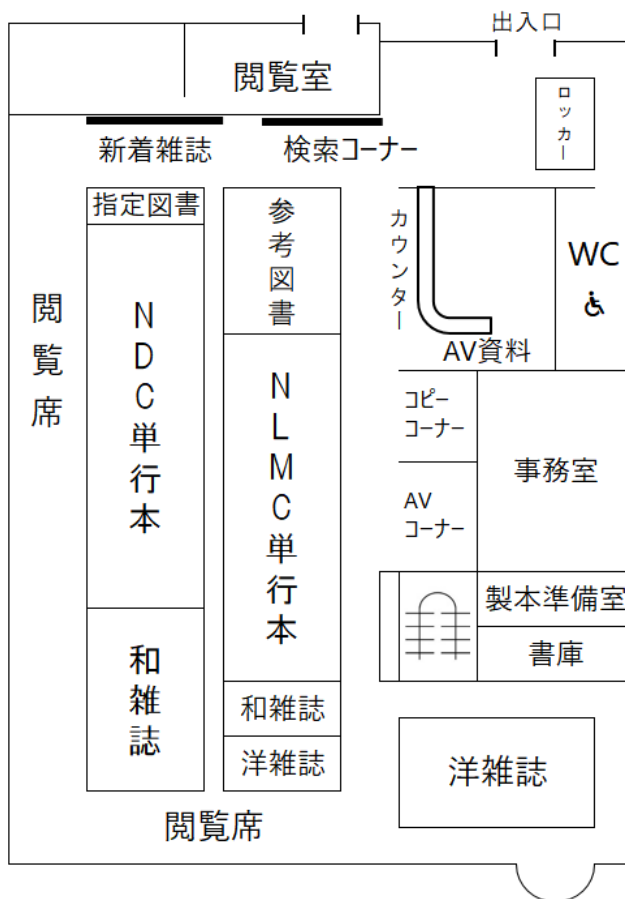 出入口
閲覧室
ロッカー
新着雑誌
検索コーナー
指定図書
参考図書
カウンター
WC
閲覧席
NDC単行本
NLMC単行本
AV資料
コピー
コーナー
事務室
AV
コーナー
製本準備室
書庫
和雑誌
和雑誌
洋雑誌
洋雑誌
閲覧席